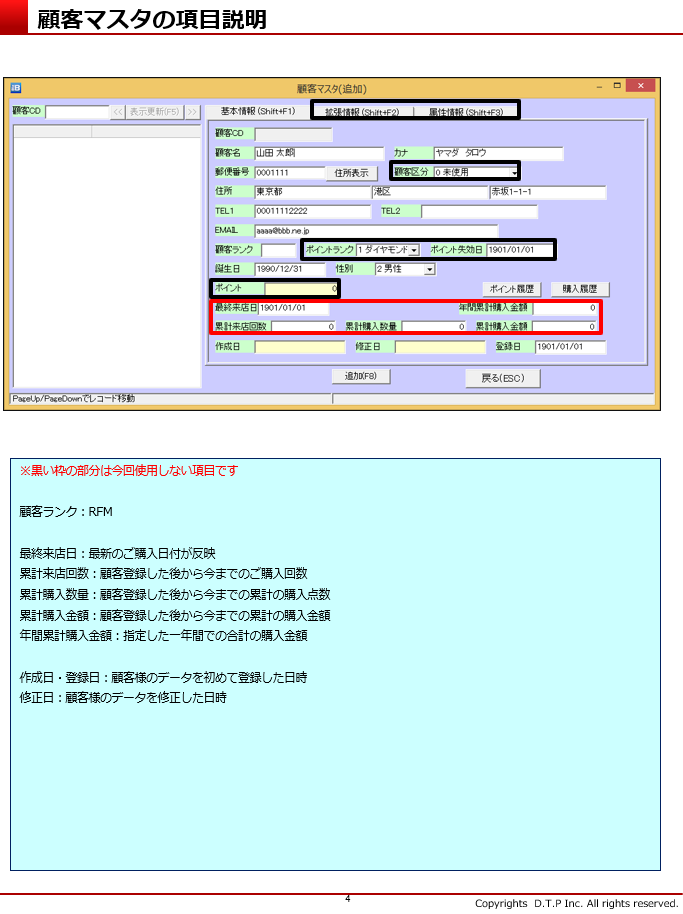 顧客マスタの項目説明
顧客マスタ(追加)
顧客CD << 表示更新(F5) >> 基本情報(Shift+F1) 拡張情報(Shift+F2) 属性情報(Shift+F3)
顧客CD
顧客名 山田 太郎 カナ ヤマダ タロウ
郵便番号 0001111 住所表示 顧客区分 0 未使用
住所 東京都 港区 赤坂1-1-1
TEL1 00011112222 TEL2
EMAIL aaaa@bbb.ne.jp
顧客ランク ポイントランク 1 ダイヤモンド ポイント失効日 1901/01/01
誕生日 1990/12/31 性別 2 男性
ポイント 0 ポイント履歴 購入履歴
最終来店日 1901/01/01 年間累計購入金額 0
累計来店回数 0 累計購入数量 0 累計購入金額 0
作成日 修正日 登録日 1901/01/01
追加(F8) 戻る(ESC)
PageUp/PageDownでレコード移動
※黒い枠の部分は今回使用しない項目です
顧客ランク：RFM
最終来店日：最新のご購入日付が反映
累計来店回数：顧客登録した後から今までのご購入回数
累計購入数量：顧客登録した後から今までの累計の購入点数
累計購入金額：顧客登録した後から今までの累計の購入金額
年間累計購入金額：指定した一年間での合計の購入金額
作成日・登録日：顧客様のデータを初めて登録した日時
修正日：顧客様のデータを修正した日時
4
Copyrights D.T.P Inc. All rights reserved.